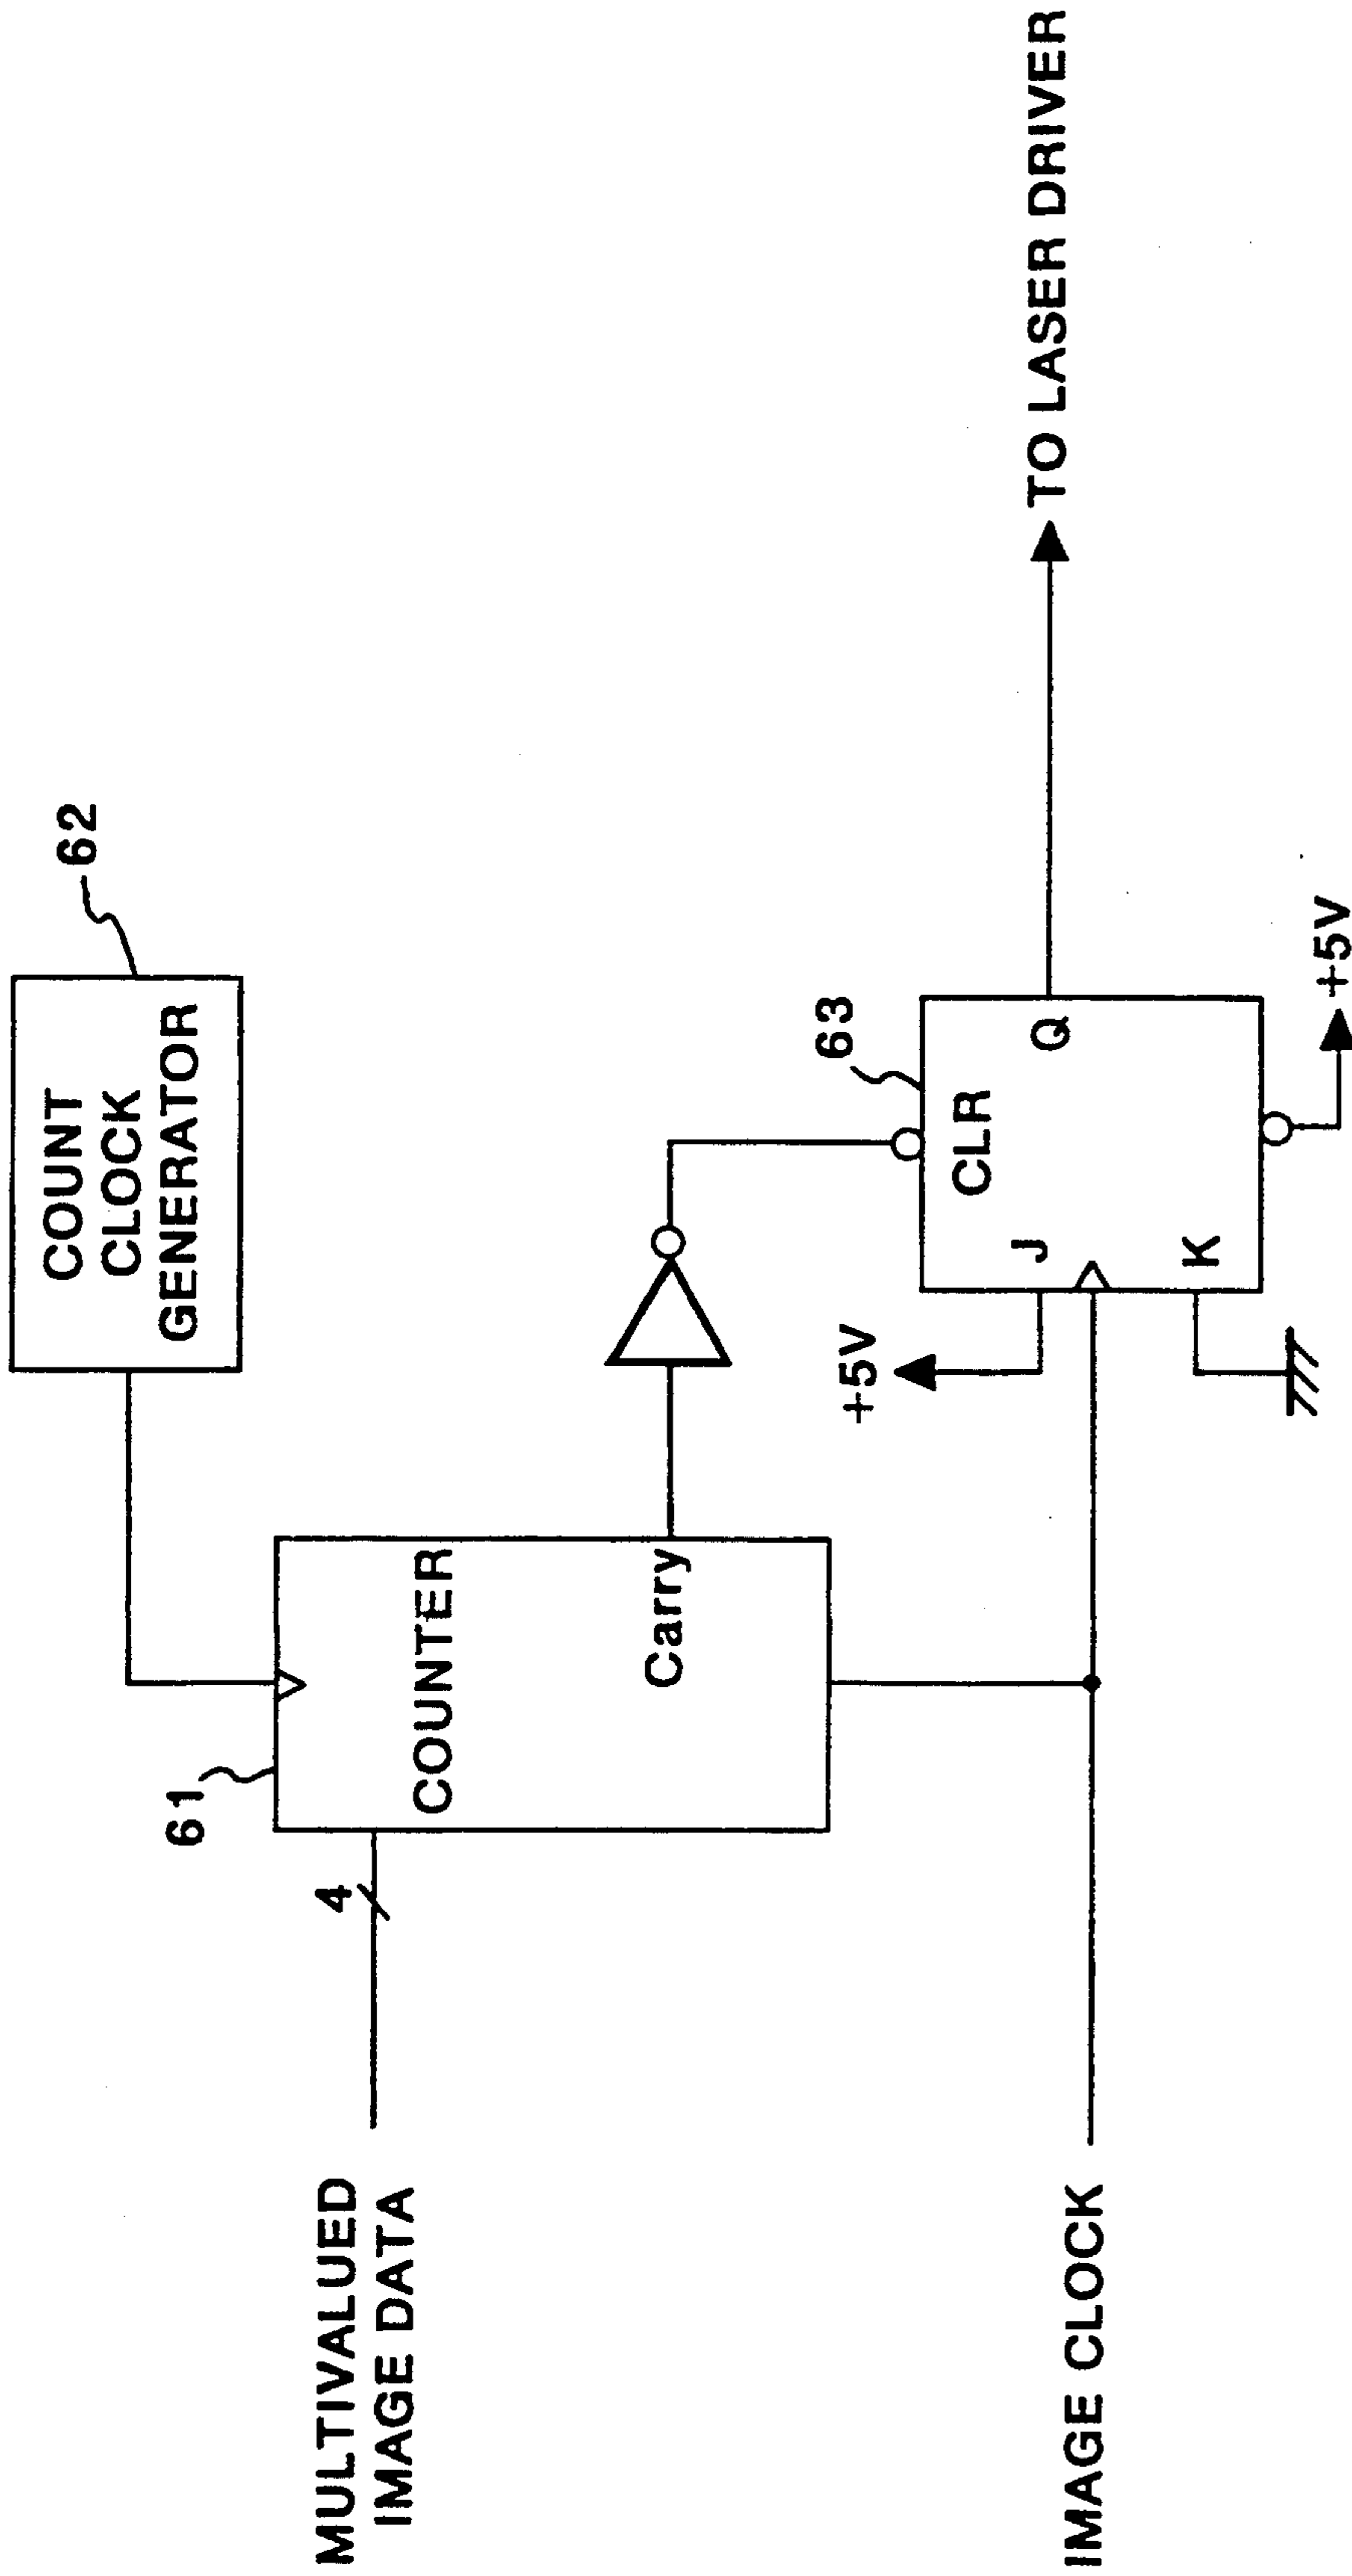 COUNT
CLOCK
GENERATOR
62
61
4
MULTIVALUED
IMAGE DATA
COUNTER
Carry
63
+5V
CLR
J
Q
K
TO LASER DRIVER
IMAGE CLOCK
+5V